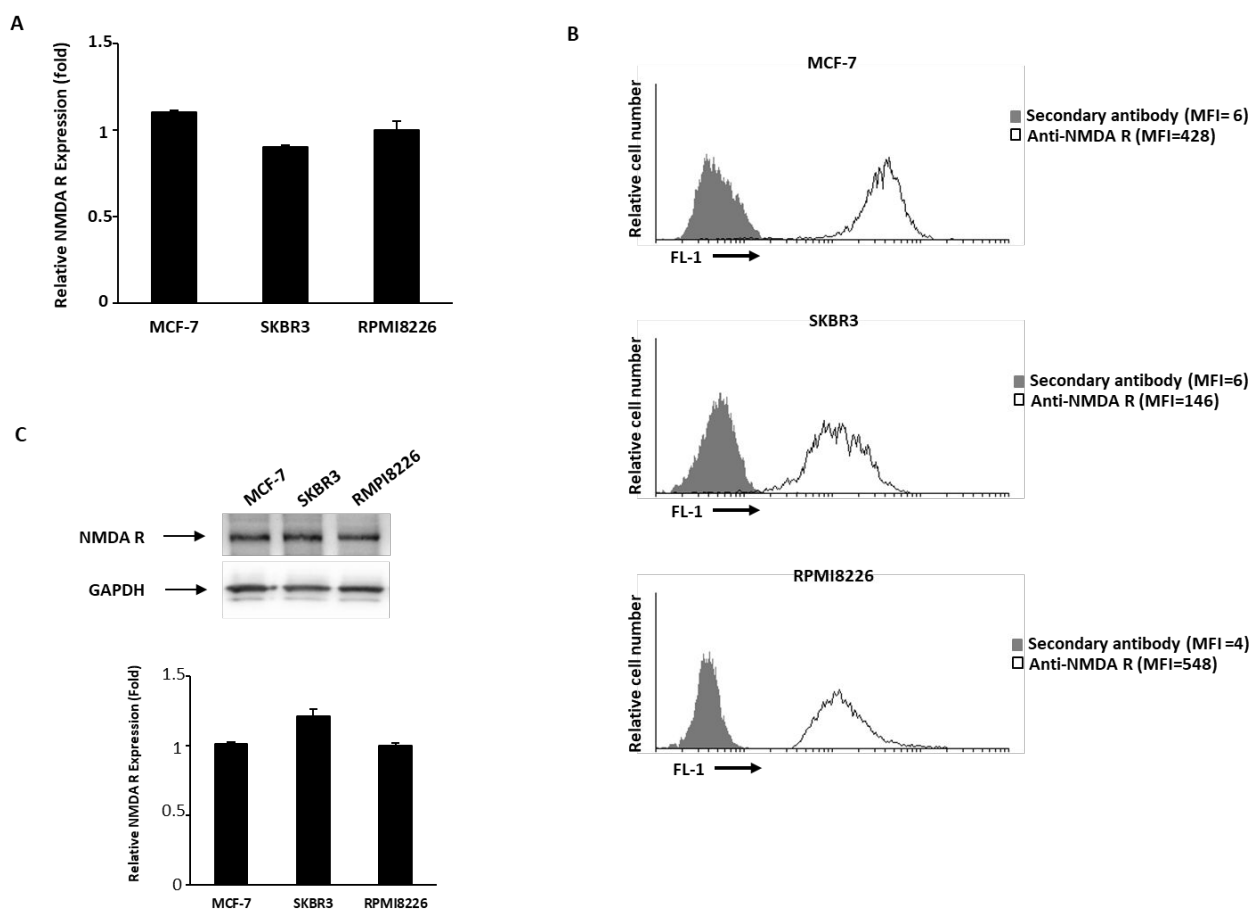 A
Relative NMDA R Expression (fold)
1.5
1
0.5
0
MCF-7 SKBR3 RPMI8226
B
MCF-7
Relative cell number
FL-1
Secondary antibody (MFI= 6)
Anti-NMDA R (MFI=428)
SKBR3
Relative cell number
FL-1
Secondary antibody (MFI=6)
Anti-NMDA R (MFI=146)
RPMI8226
Relative cell number
FL-1
Secondary antibody (MFI =4)
Anti-NMDA R (MFI=548)
C
MCF-7 SKBR3 RMPI8226
NMDA R
GAPDH
Relative NMDA R Expression (Fold)
1.5
1
0.5
0
MCF-7 SKBR3 RPMI8226